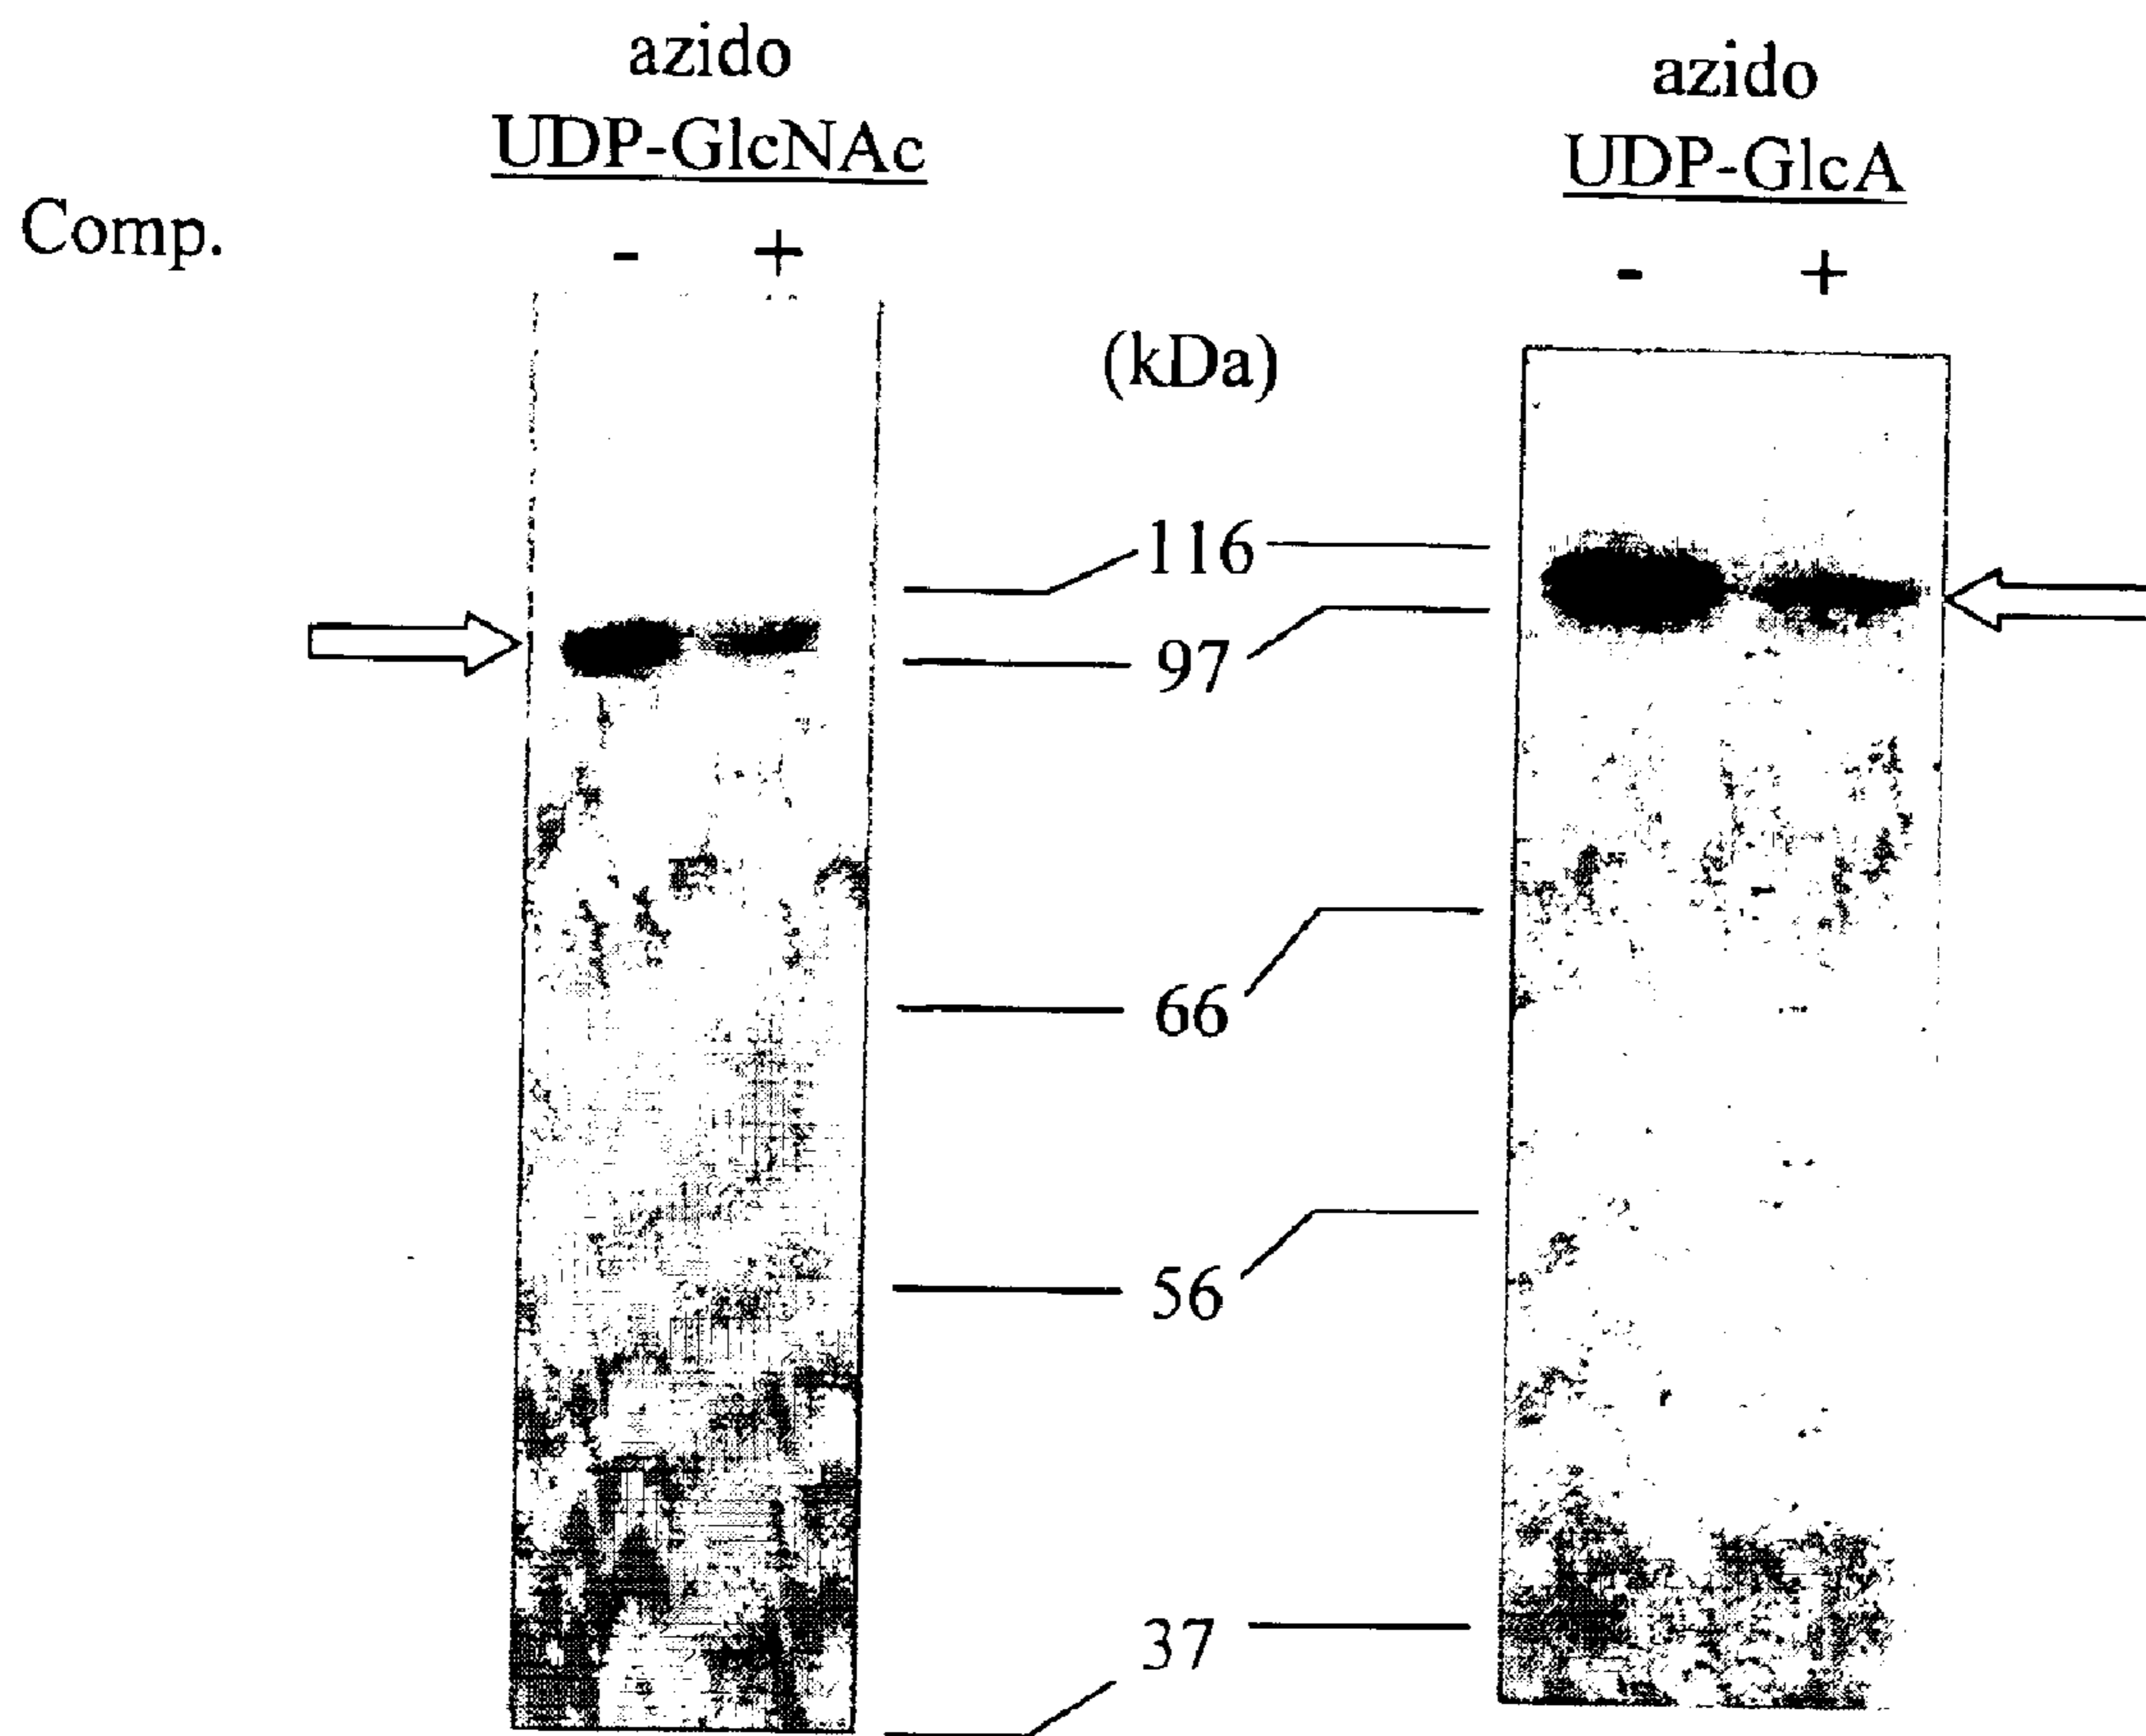 azido
UDP-GlcNAc
azido
UDP-GlcA
Comp.
- +
- +
(kDa)
116
97
66
56
37